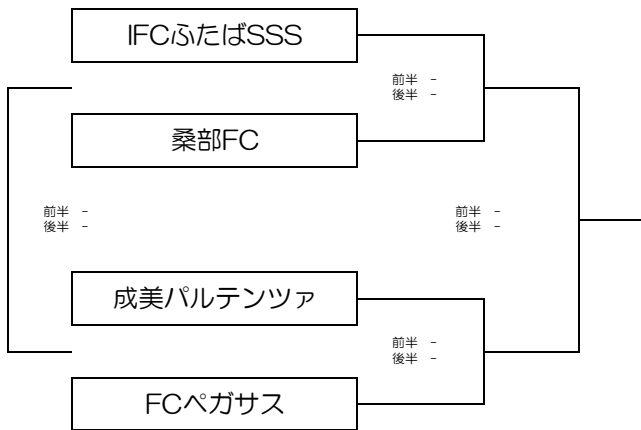 IFCふたばSSS
前半 -
後半 -
桑部FC
前半 -
後半 -
前半 -
後半 -
成美パルテンツァ
前半 -
後半 -
FCペガサス